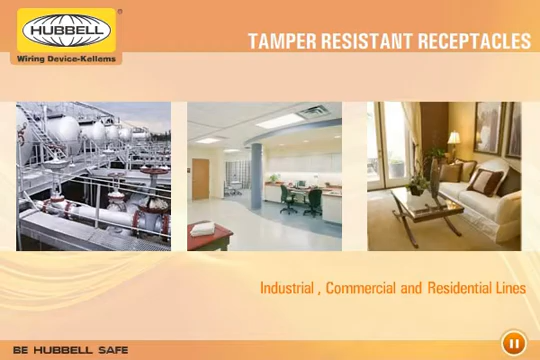 HUBBELL®
Wiring Device-Kellems
TAMPER RESISTANT RECEPTACLES
Industrial , Commercial and Residential Lines
BE HUBBELL SAFE